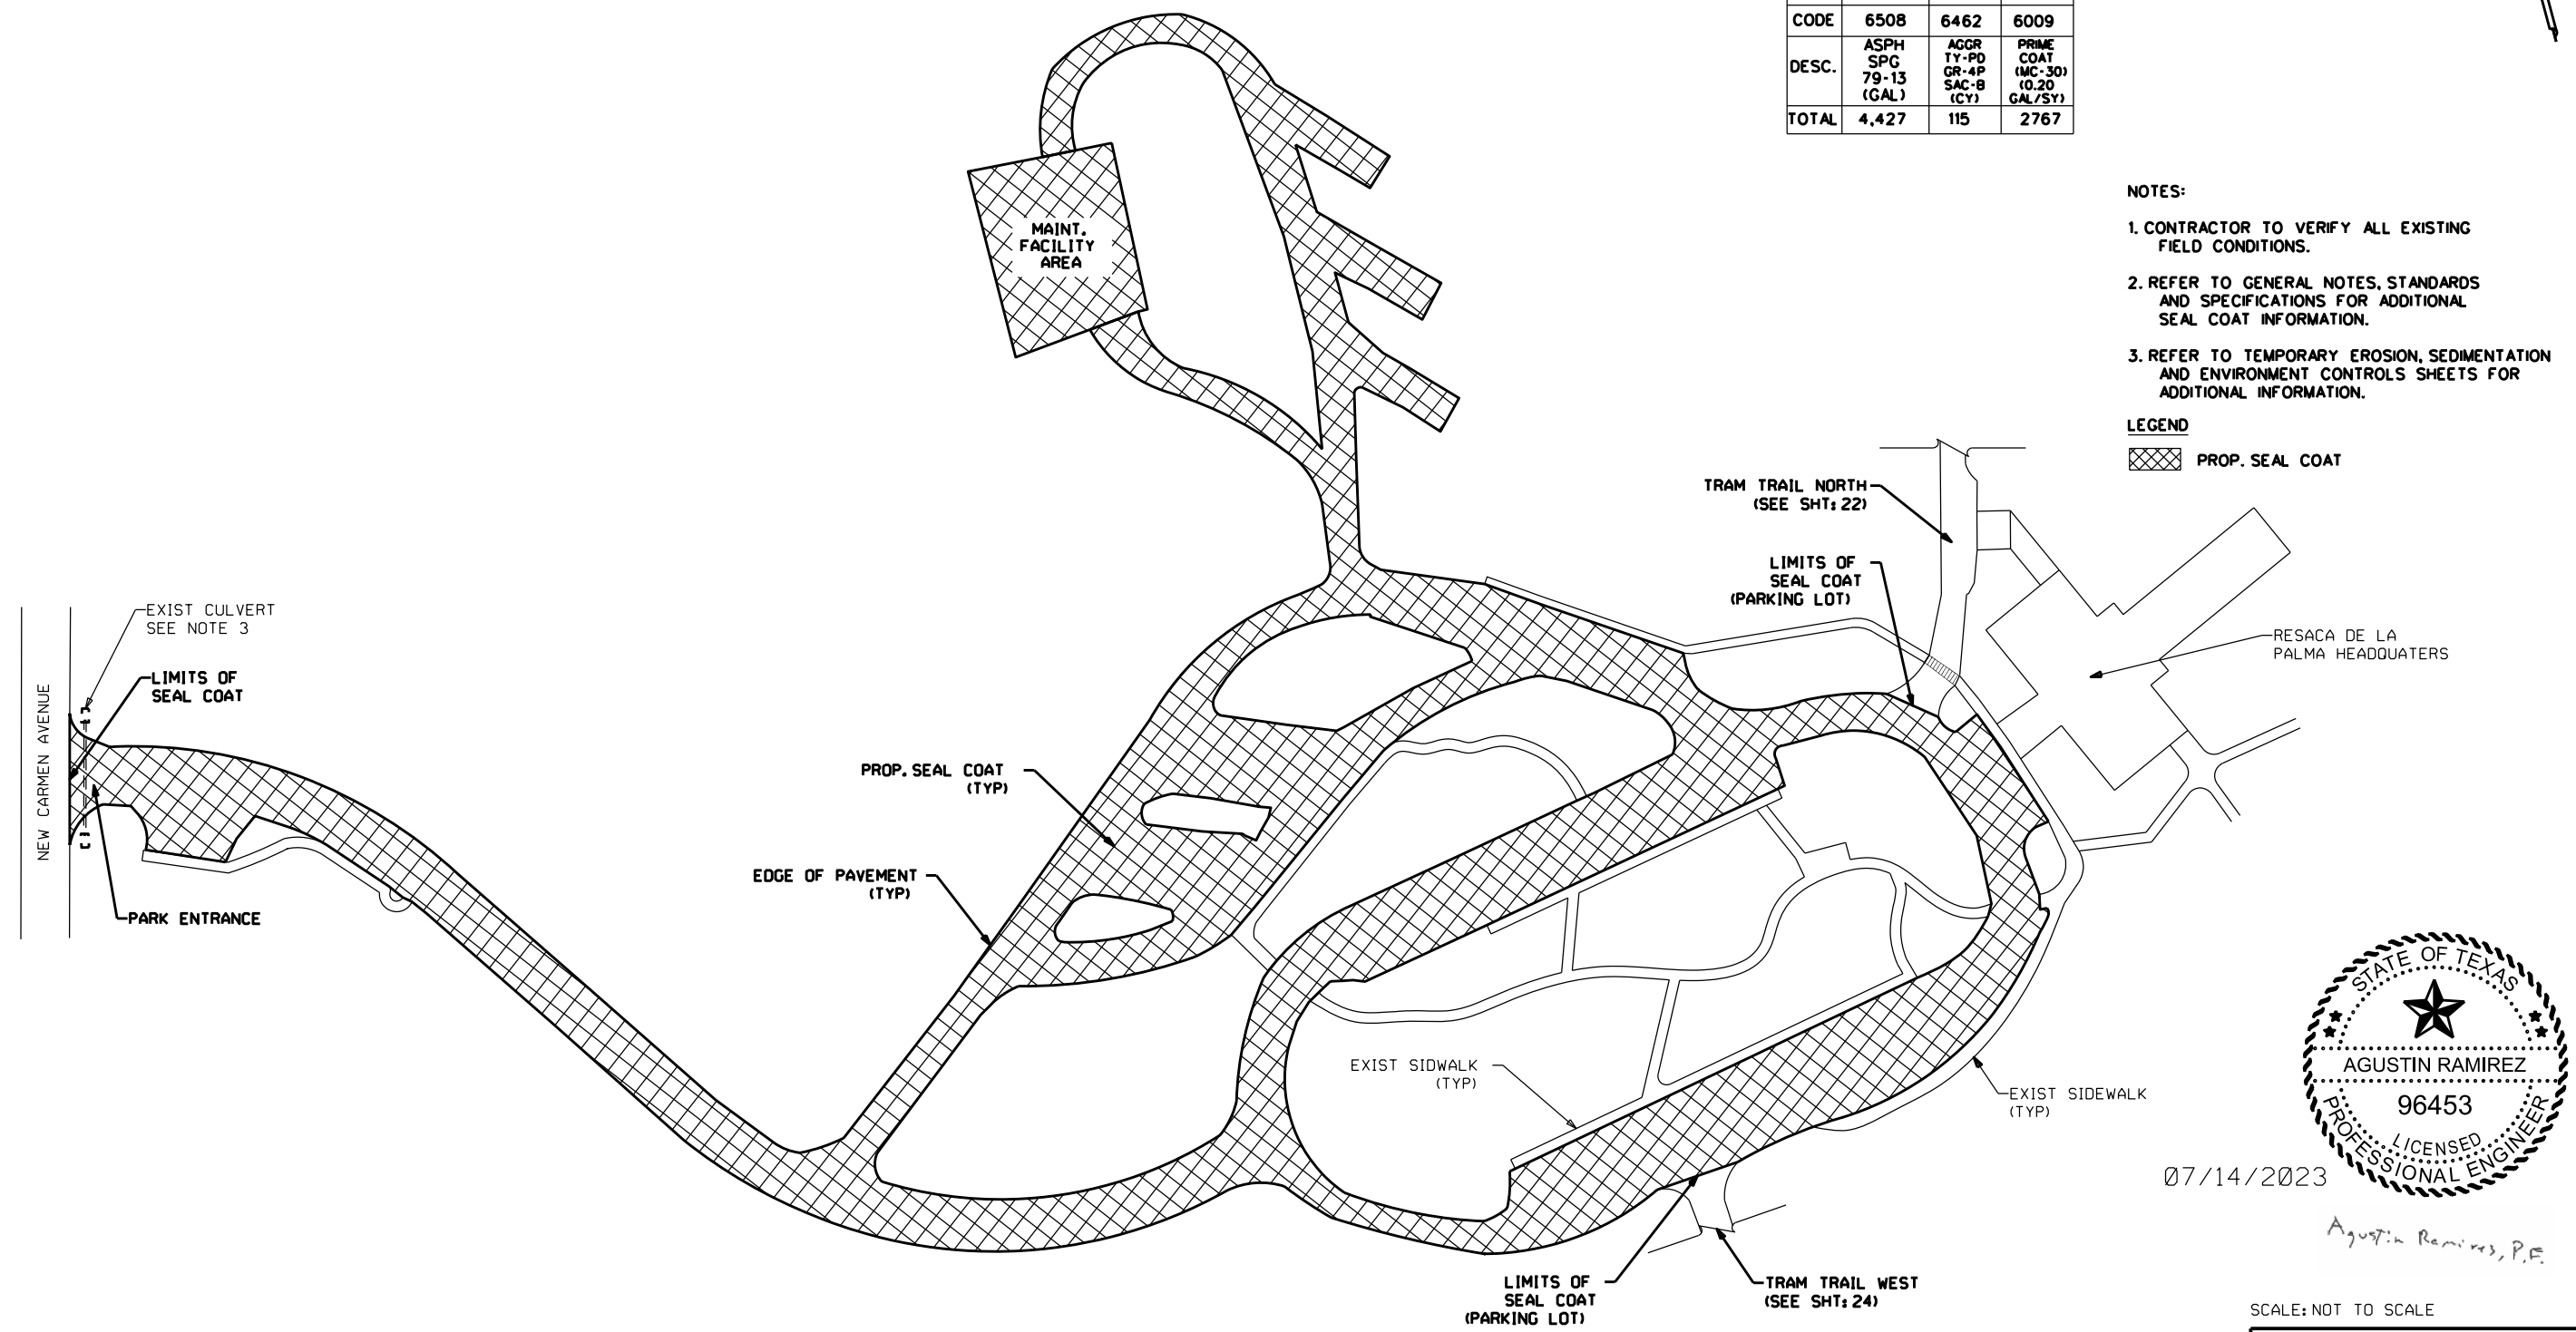 CODE 6508 6462 6009
DESC. ASPH SPG 79-13 (GAL) AGGR TY-PD GR-4P SAC-B (CY) PRIME COAT (MC-30) (0.20 GAL/SY)
TOTAL 4,427 115 2767
NOTES:
1. CONTRACTOR TO VERIFY ALL EXISTING
FIELD CONDITIONS.
2. REFER TO GENERAL NOTES, STANDARDS
AND SPECIFICATIONS FOR ADDITIONAL
SEAL COAT INFORMATION.
3. REFER TO TEMPORARY EROSION, SEDIMENTATION
AND ENVIRONMENT CONTROLS SHEETS FOR
ADDITIONAL INFORMATION.
LEGEND
PROP. SEAL COAT
MAINT.
FACILITY
AREA
TRAM TRAIL NORTH
(SEE SHT: 22)
LIMITS OF
SEAL COAT
(PARKING LOT)
RESACA DE LA
PALMA HEADQUATERS
EXIST CULVERT
SEE NOTE 3
LIMITS OF
SEAL COAT
NEW CARMEN AVENUE
PARK ENTRANCE
PROP. SEAL COAT
(TYP)
EDGE OF PAVEMENT
(TYP)
EXIST SIDWALK
(TYP)
EXIST SIDEWALK
(TYP)
LIMITS OF
SEAL COAT
(PARKING LOT)
TRAM TRAIL WEST
(SEE SHT: 24)
STATE OF TEXAS
AGUSTIN RAMIREZ
96453
LICENSED
PROFESSIONAL ENGINEER
07/14/2023
Agustin Ramirez, P.E.
SCALE: NOT TO SCALE